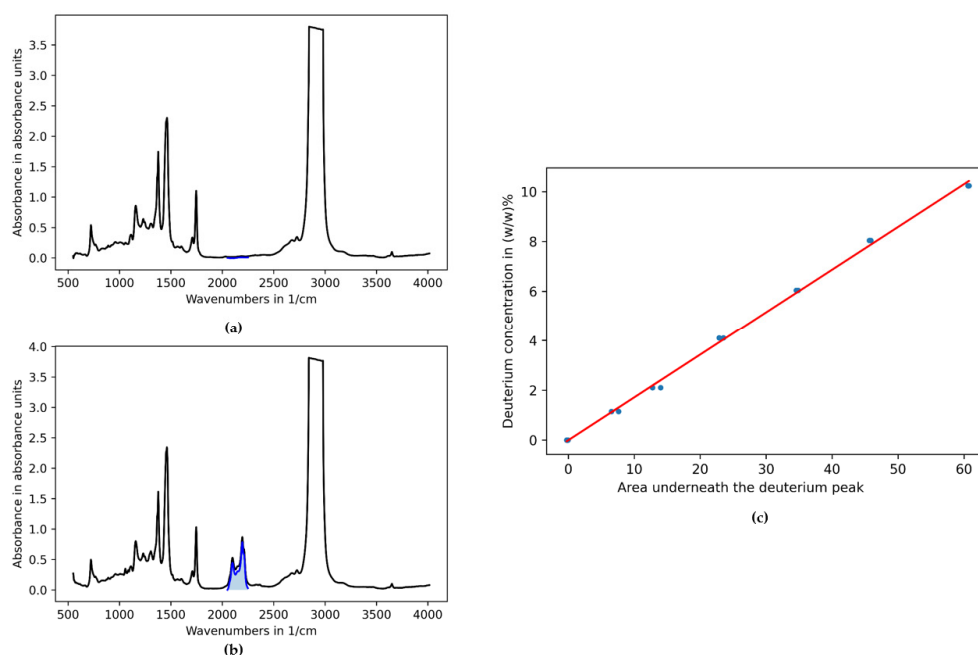 Absorbance in absorbance units
3.5
3.0
2.5
2.0
1.5
1.0
0.5
0.0
500 1000 1500 2000 2500 3000 3500 4000
Wavenumbers in 1/cm
(a)
Absorbance in absorbance units
4.0
3.5
3.0
2.5
2.0
1.5
1.0
0.5
0.0
500 1000 1500 2000 2500 3000 3500 4000
Wavenumbers in 1/cm
(b)
Deuterium concentration in (w/w)%
10
8
6
4
2
0
0 10 20 30 40 50 60
Area underneath the deuterium peak
(c)